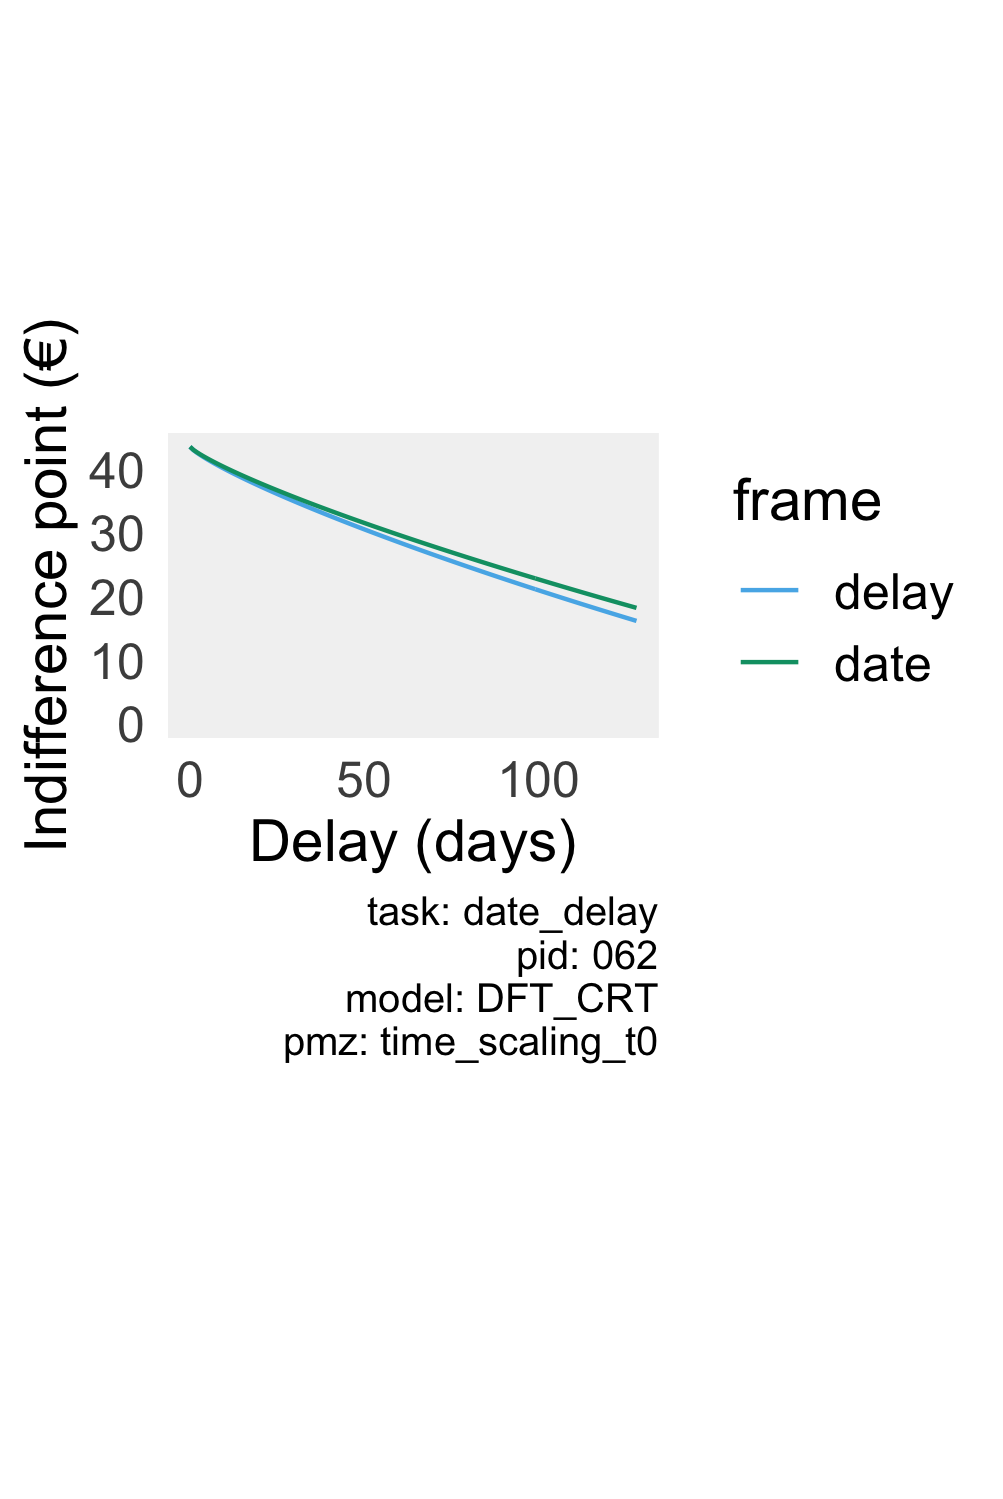 Indifference point (€)
40
30
20
10
0
0 50 100
Delay (days)
frame
delay
date
task: date_delay
pid: 062
model: DFT_CRT
pmz: time_scaling_t0